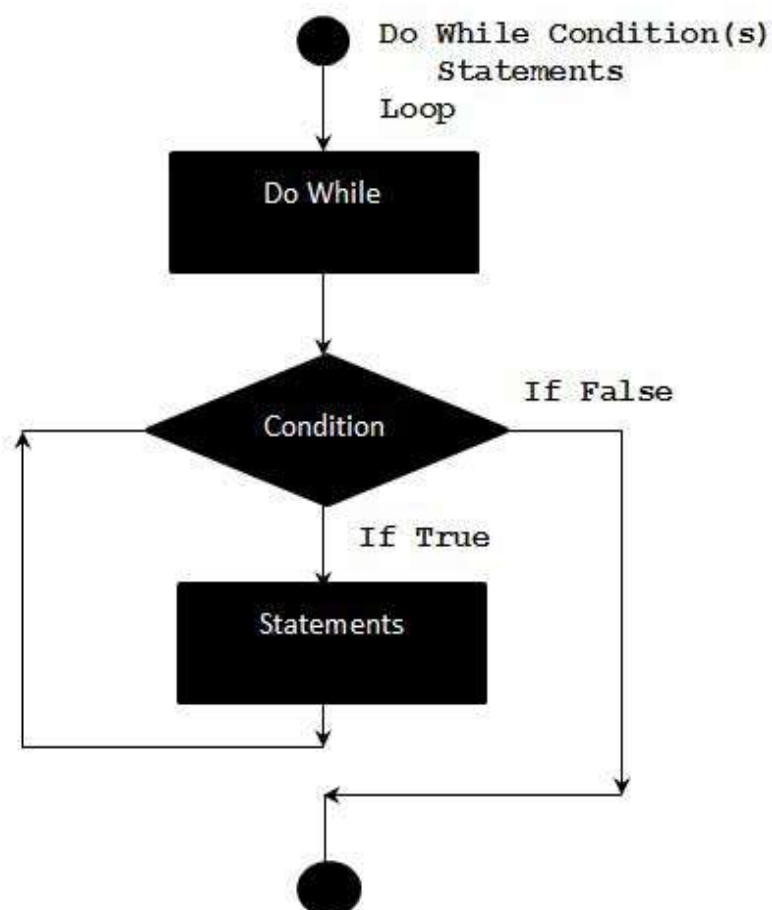 Do While Condition(s)
Statements
Loop
Do While
Condition
If False
If True
Statements